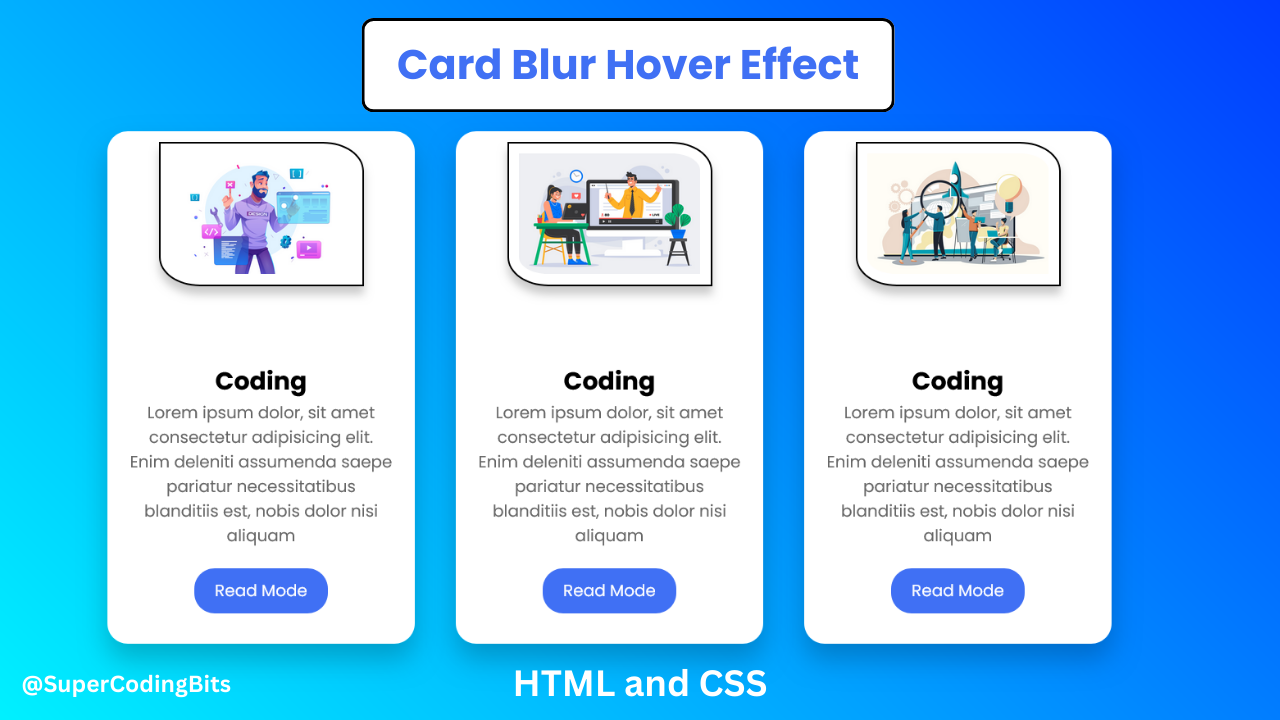 Card Blur Hover Effect
DESIGN
Coding
Lorem ipsum dolor, sit amet
consectetur adipisicing elit.
Enim deleniti assumenda saepe
pariatur necessitatibus
blanditiis est, nobis dolor nisi
aliquam
Read Mode
LIVE
Coding
Lorem ipsum dolor, sit amet
consectetur adipisicing elit.
Enim deleniti assumenda saepe
pariatur necessitatibus
blanditiis est, nobis dolor nisi
aliquam
Read Mode
Coding
Lorem ipsum dolor, sit amet
consectetur adipisicing elit.
Enim deleniti assumenda saepe
pariatur necessitatibus
blanditiis est, nobis dolor nisi
aliquam
Read Mode
@SuperCodingBits
HTML and CSS